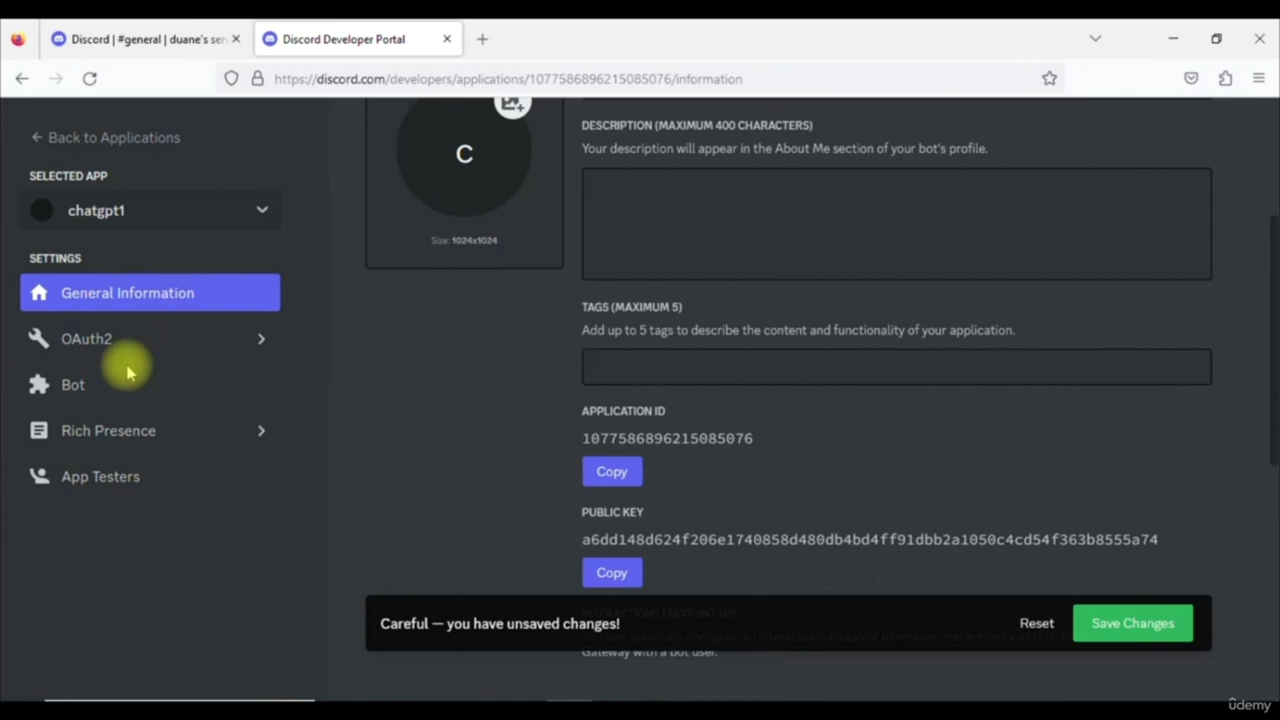 Discord | #general | duane's ser
Discord Developer Portal
https://discord.com/developers/applications/1077586896215085076/information
Back to Applications
SELECTED APP
chatgpt1
SETTINGS
General Information
OAuth2
Bot
Rich Presence
App Testers
C
Size: 1024x1024
DESCRIPTION (MAXIMUM 400 CHARACTERS)
Your description will appear in the About Me section of your bot's profile.
TAGS (MAXIMUM 5)
Add up to 5 tags to describe the content and functionality of your application.
APPLICATION ID
1077586896215085076
Copy
PUBLIC KEY
a6dd148d624f206e1740858d480db4bd4ff91dbb2a1050c4cd54f363b8555a74
Copy
INTERACTIONS ENDPOINT URL
Careful — you have unsaved changes!
Reset
Save Changes
Gateway with a bot user.
ûdemy